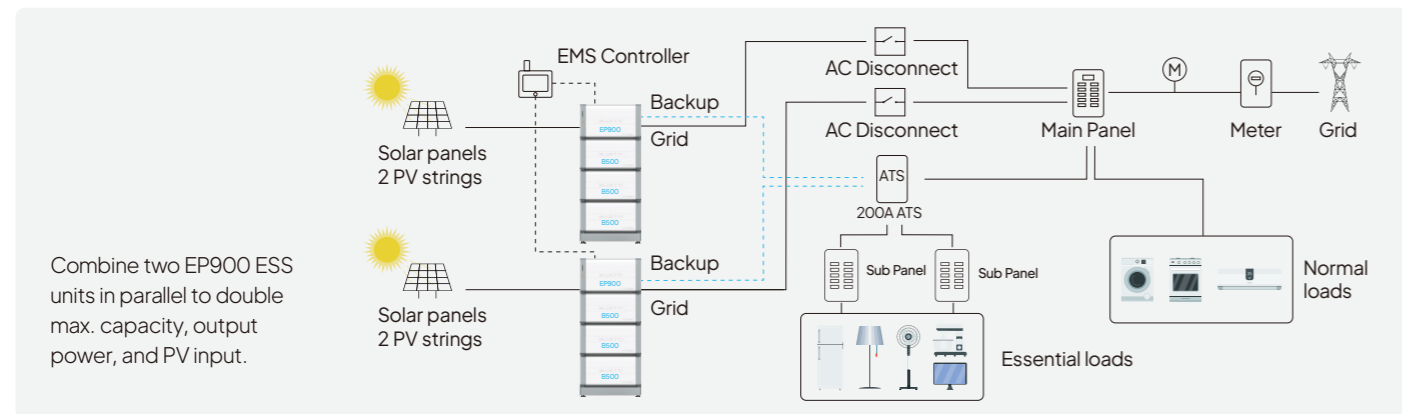 EMS Controller
AC Disconnect
Backup
EP900
Grid
B500
B500
B500
Solar panels
2 PV strings
AC Disconnect
Main Panel
M
Meter
Grid
ATS
200A ATS
Combine two EP900 ESS
units in parallel to double
max. capacity, output
power, and PV input.
Backup
EP900
Grid
B500
B500
B500
Solar panels
2 PV strings
Sub Panel
Sub Panel
Essential loads
Normal
loads